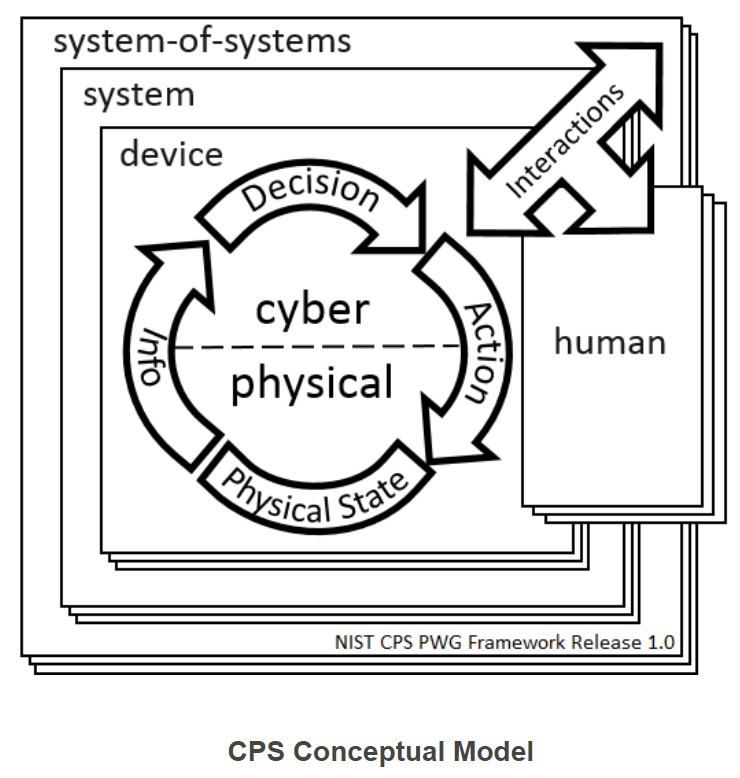 system-of-systems
system
device
Interactions
Decision
Info
cyber
physical
Action
Physical State
human
NIST CPS PWG Framework Release 1.0
CPS Conceptual Model